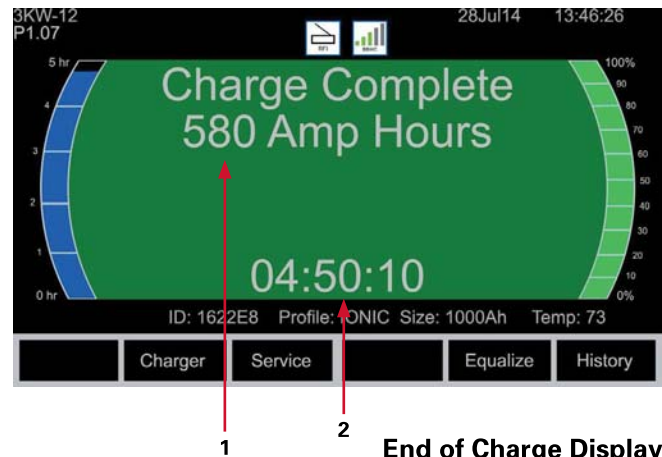 3KW-12
P1.07
28Jul14 13:46:26
5 hr
4
3
2
1
0 hr
Charge Complete
580 Amp Hours
04:50:10
100%
90
80
70
60
50
40
30
20
10
0%
ID: 1622E8 Profile: IONIC Size: 1000Ah Temp: 73
Charger Service Equalize History
1
2
End of Charge Display